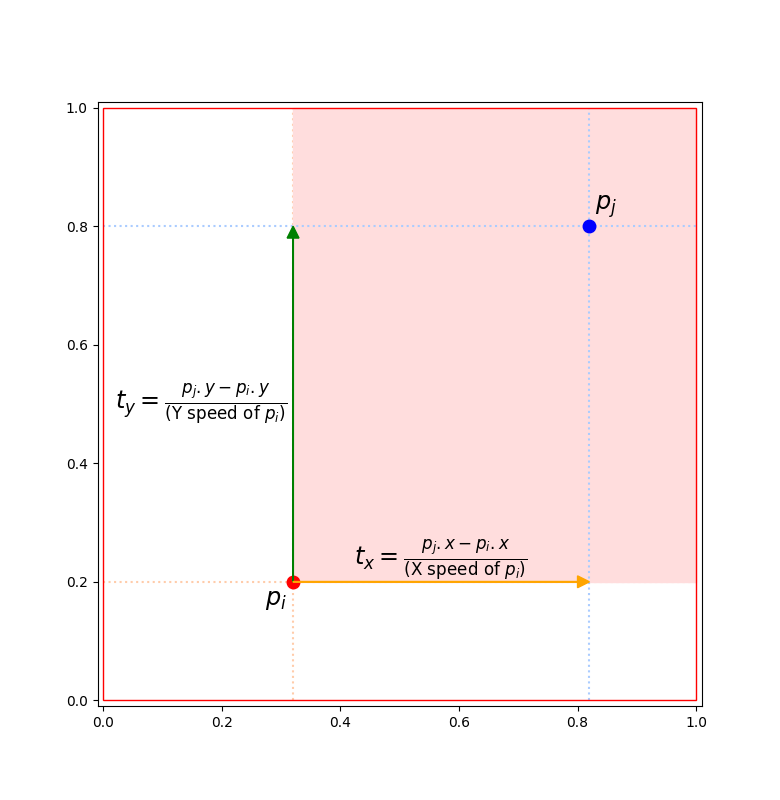 1.0
p_j
0.8
0.6
t_y = \frac{p_j.y - p_i.y}{(Y speed of p_i)}
0.4
t_x = \frac{p_j.x - p_i.x}{(X speed of p_i)}
0.2
p_i
0.0
0.0 0.2 0.4 0.6 0.8 1.0